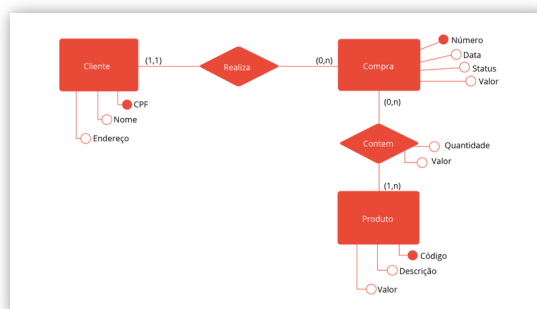 Cliente
(1,1)
Realiza
(0,n)
Compra
Número
Data
Status
Valor
CPF
Nome
Endereço
(0,n)
Contem
Quantidade
Valor
(1,n)
Produto
Código
Descrição
Valor